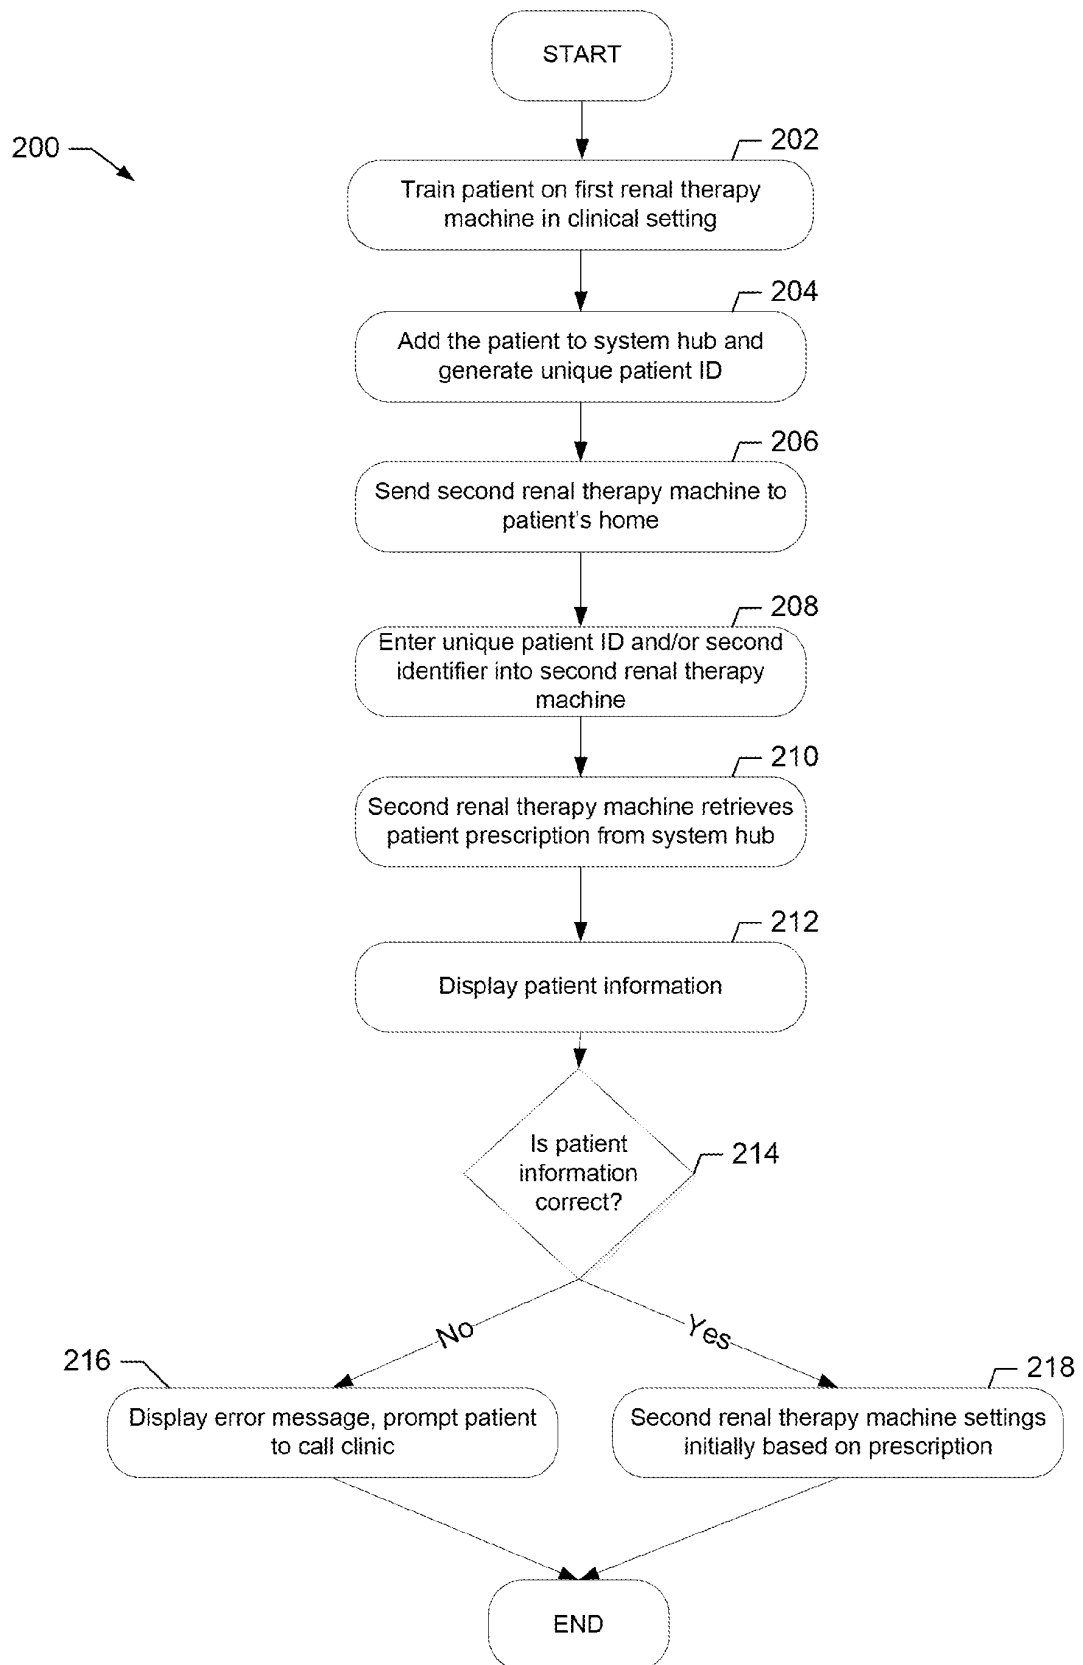 START
200
202
Train patient on first renal therapy
machine in clinical setting
204
Add the patient to system hub and
generate unique patient ID
206
Send second renal therapy machine to
patient's home
208
Enter unique patient ID and/or second
identifier into second renal therapy
machine
210
Second renal therapy machine retrieves
patient prescription from system hub
212
Display patient information
214
Is patient
information
correct?
No
Yes
216
218
Display error message, prompt patient
to call clinic
Second renal therapy machine settings
initially based on prescription
END